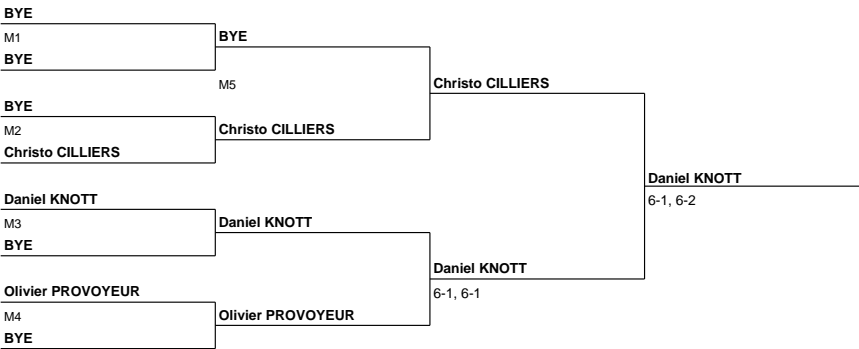 BYE
M1
BYE
BYE
M5
Christo CILLIERS
BYE
M2
Christo CILLIERS
Christo CILLIERS
Daniel KNOTT
6-1, 6-2
Daniel KNOTT
M3
BYE
Daniel KNOTT
Daniel KNOTT
6-1, 6-1
Olivier PROVOYEUR
M4
BYE
Olivier PROVOYEUR